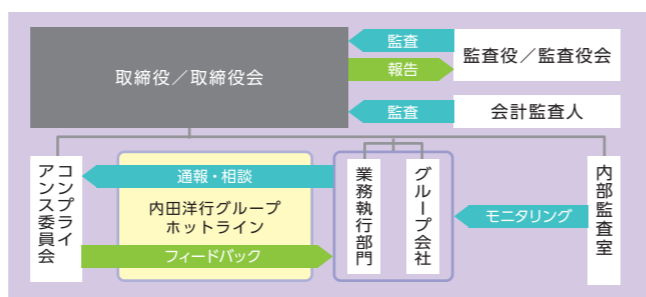 取締役／取締役会
監査
報告
監査役／監査役会
監査
会計監査人
コンプライ
アンス委員会
通報・相談
内田洋行グループ
ホットライン
フィードバック
業務執行部門
グループ会社
モニタリング
内部監査室